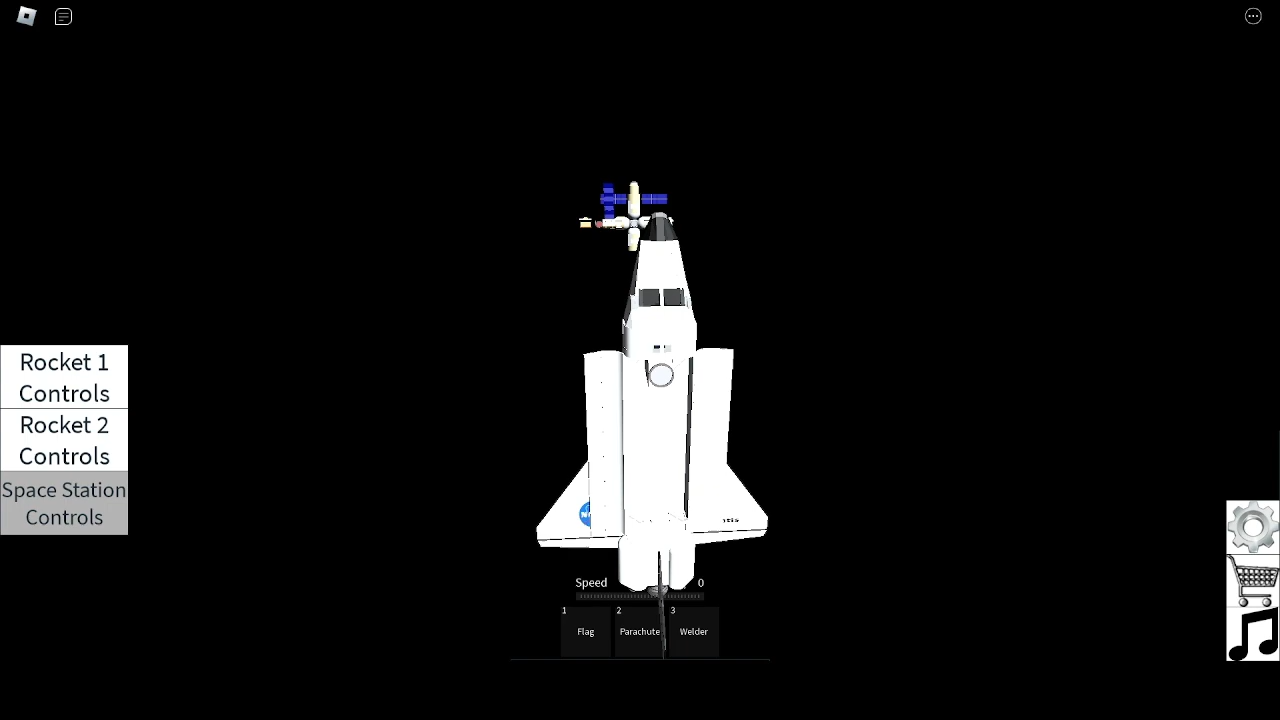 Rocket 1
Controls
Rocket 2
Controls
Space Station
Controls
Speed 0
1 2 3
Flag Parachute Welder